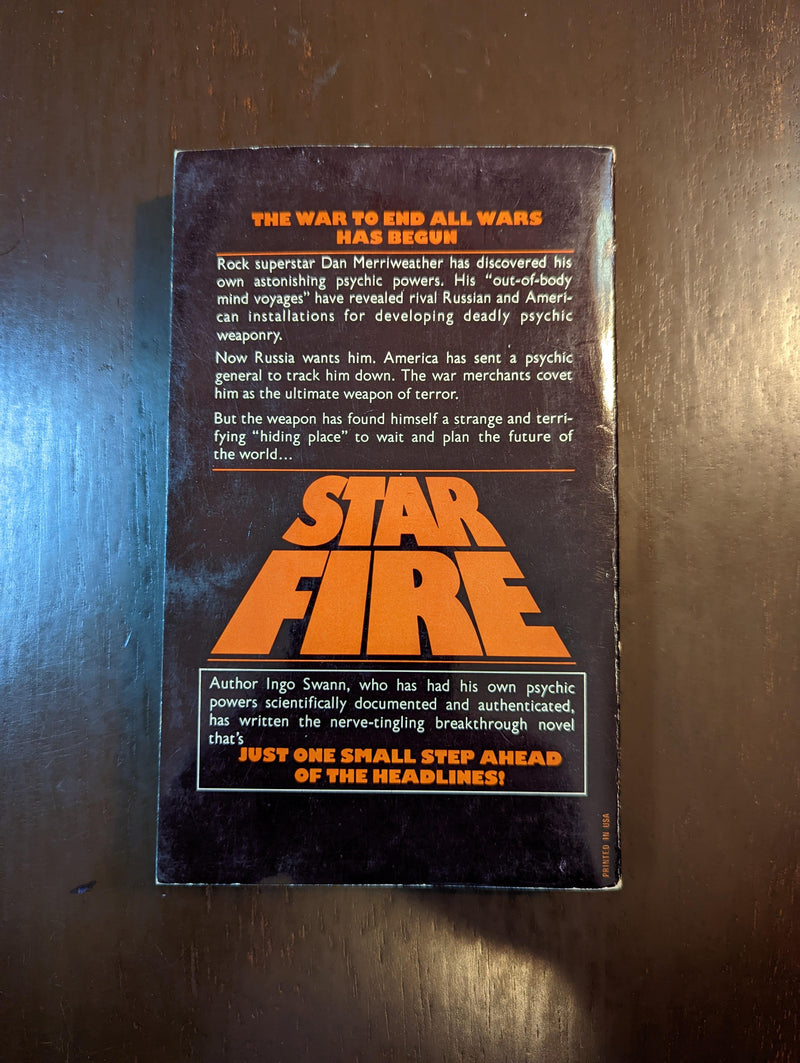 THE WAR TO END ALL WARS
HAS BEGUN
Rock superstar Dan Merriweather has discovered his
own astonishing psychic powers. His “out-of-body
mind voyages” have revealed rival Russian and Ameri-
can installations for developing deadly psychic
weaponry.
Now Russia wants him. America has sent a psychic
general to track him down. The war merchants covet
him as the ultimate weapon of terror.
But the weapon has found himself a strange and terri-
fying “hiding place” to wait and plan the future of
the world...
STAR
FIRE
Author Ingo Swann, who has had his own psychic
powers scientifically documented and authenticated,
has written the nerve-tingling breakthrough novel
that’s
JUST ONE SMALL STEP AHEAD
OF THE HEADLINES!
PRINTED IN USA